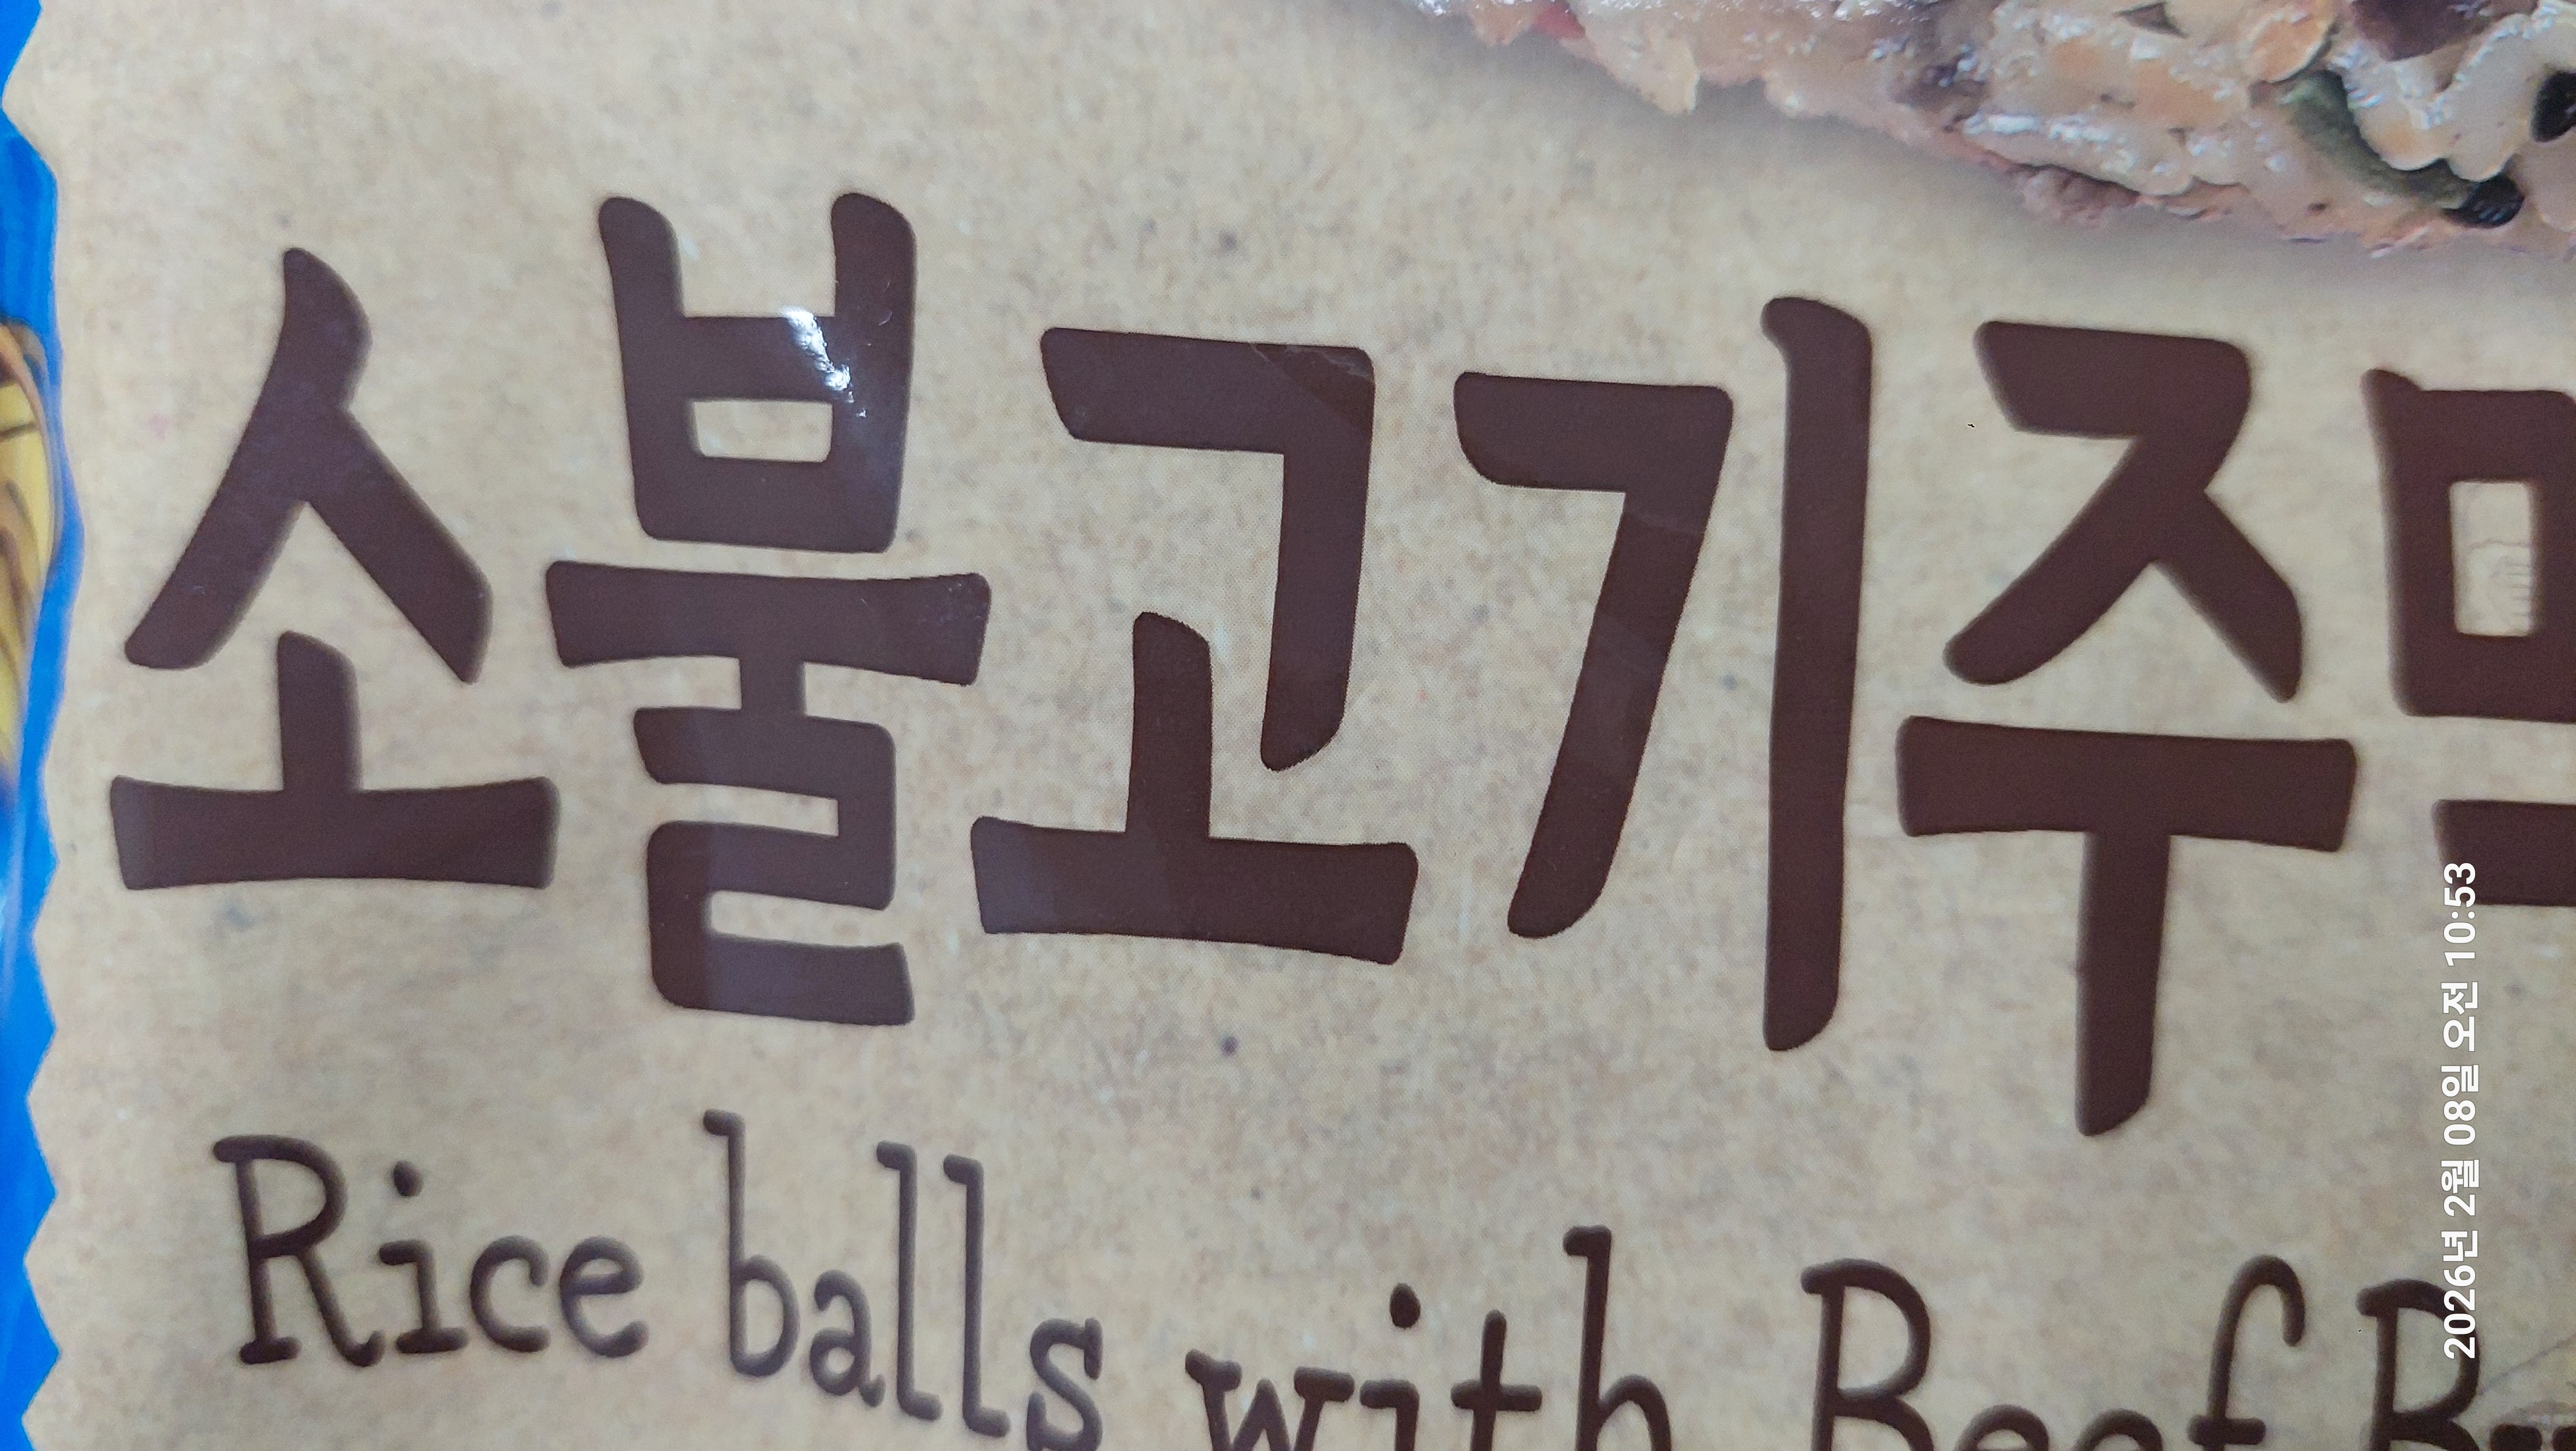 소불고기주먹
Rice balls with Beef
2026년 2월 08일 오전 10:53